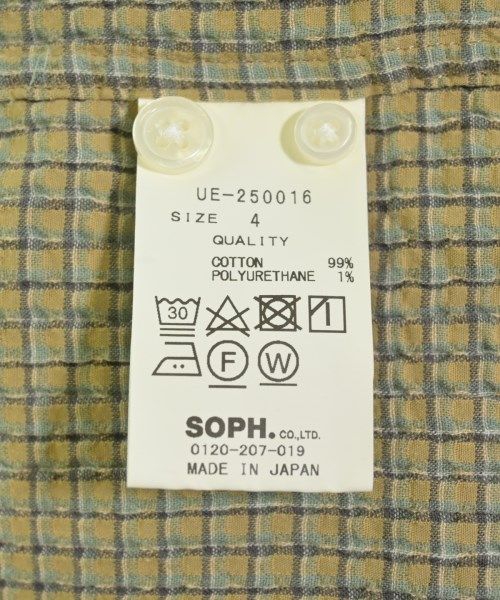 UE-250016
SIZE 4
QUALITY
COTTON 99%
POLYURETHANE 1%
30
F W
SOPH. CO.,LTD.
0120-207-019
MADE IN JAPAN